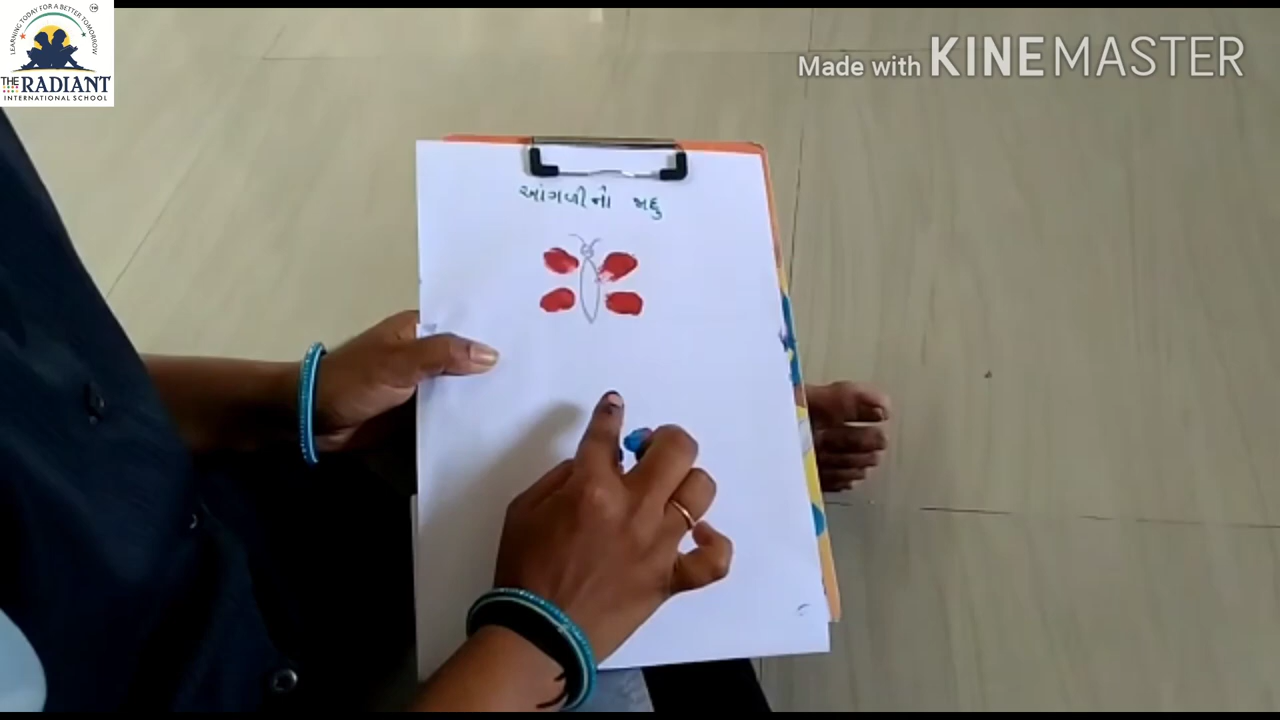 LEARNING TODAY FOR A BETTER TOMORROW
THE RADIANT
INTERNATIONAL SCHOOL
Made with KINEMASTER
આંગળીનો જાદુ